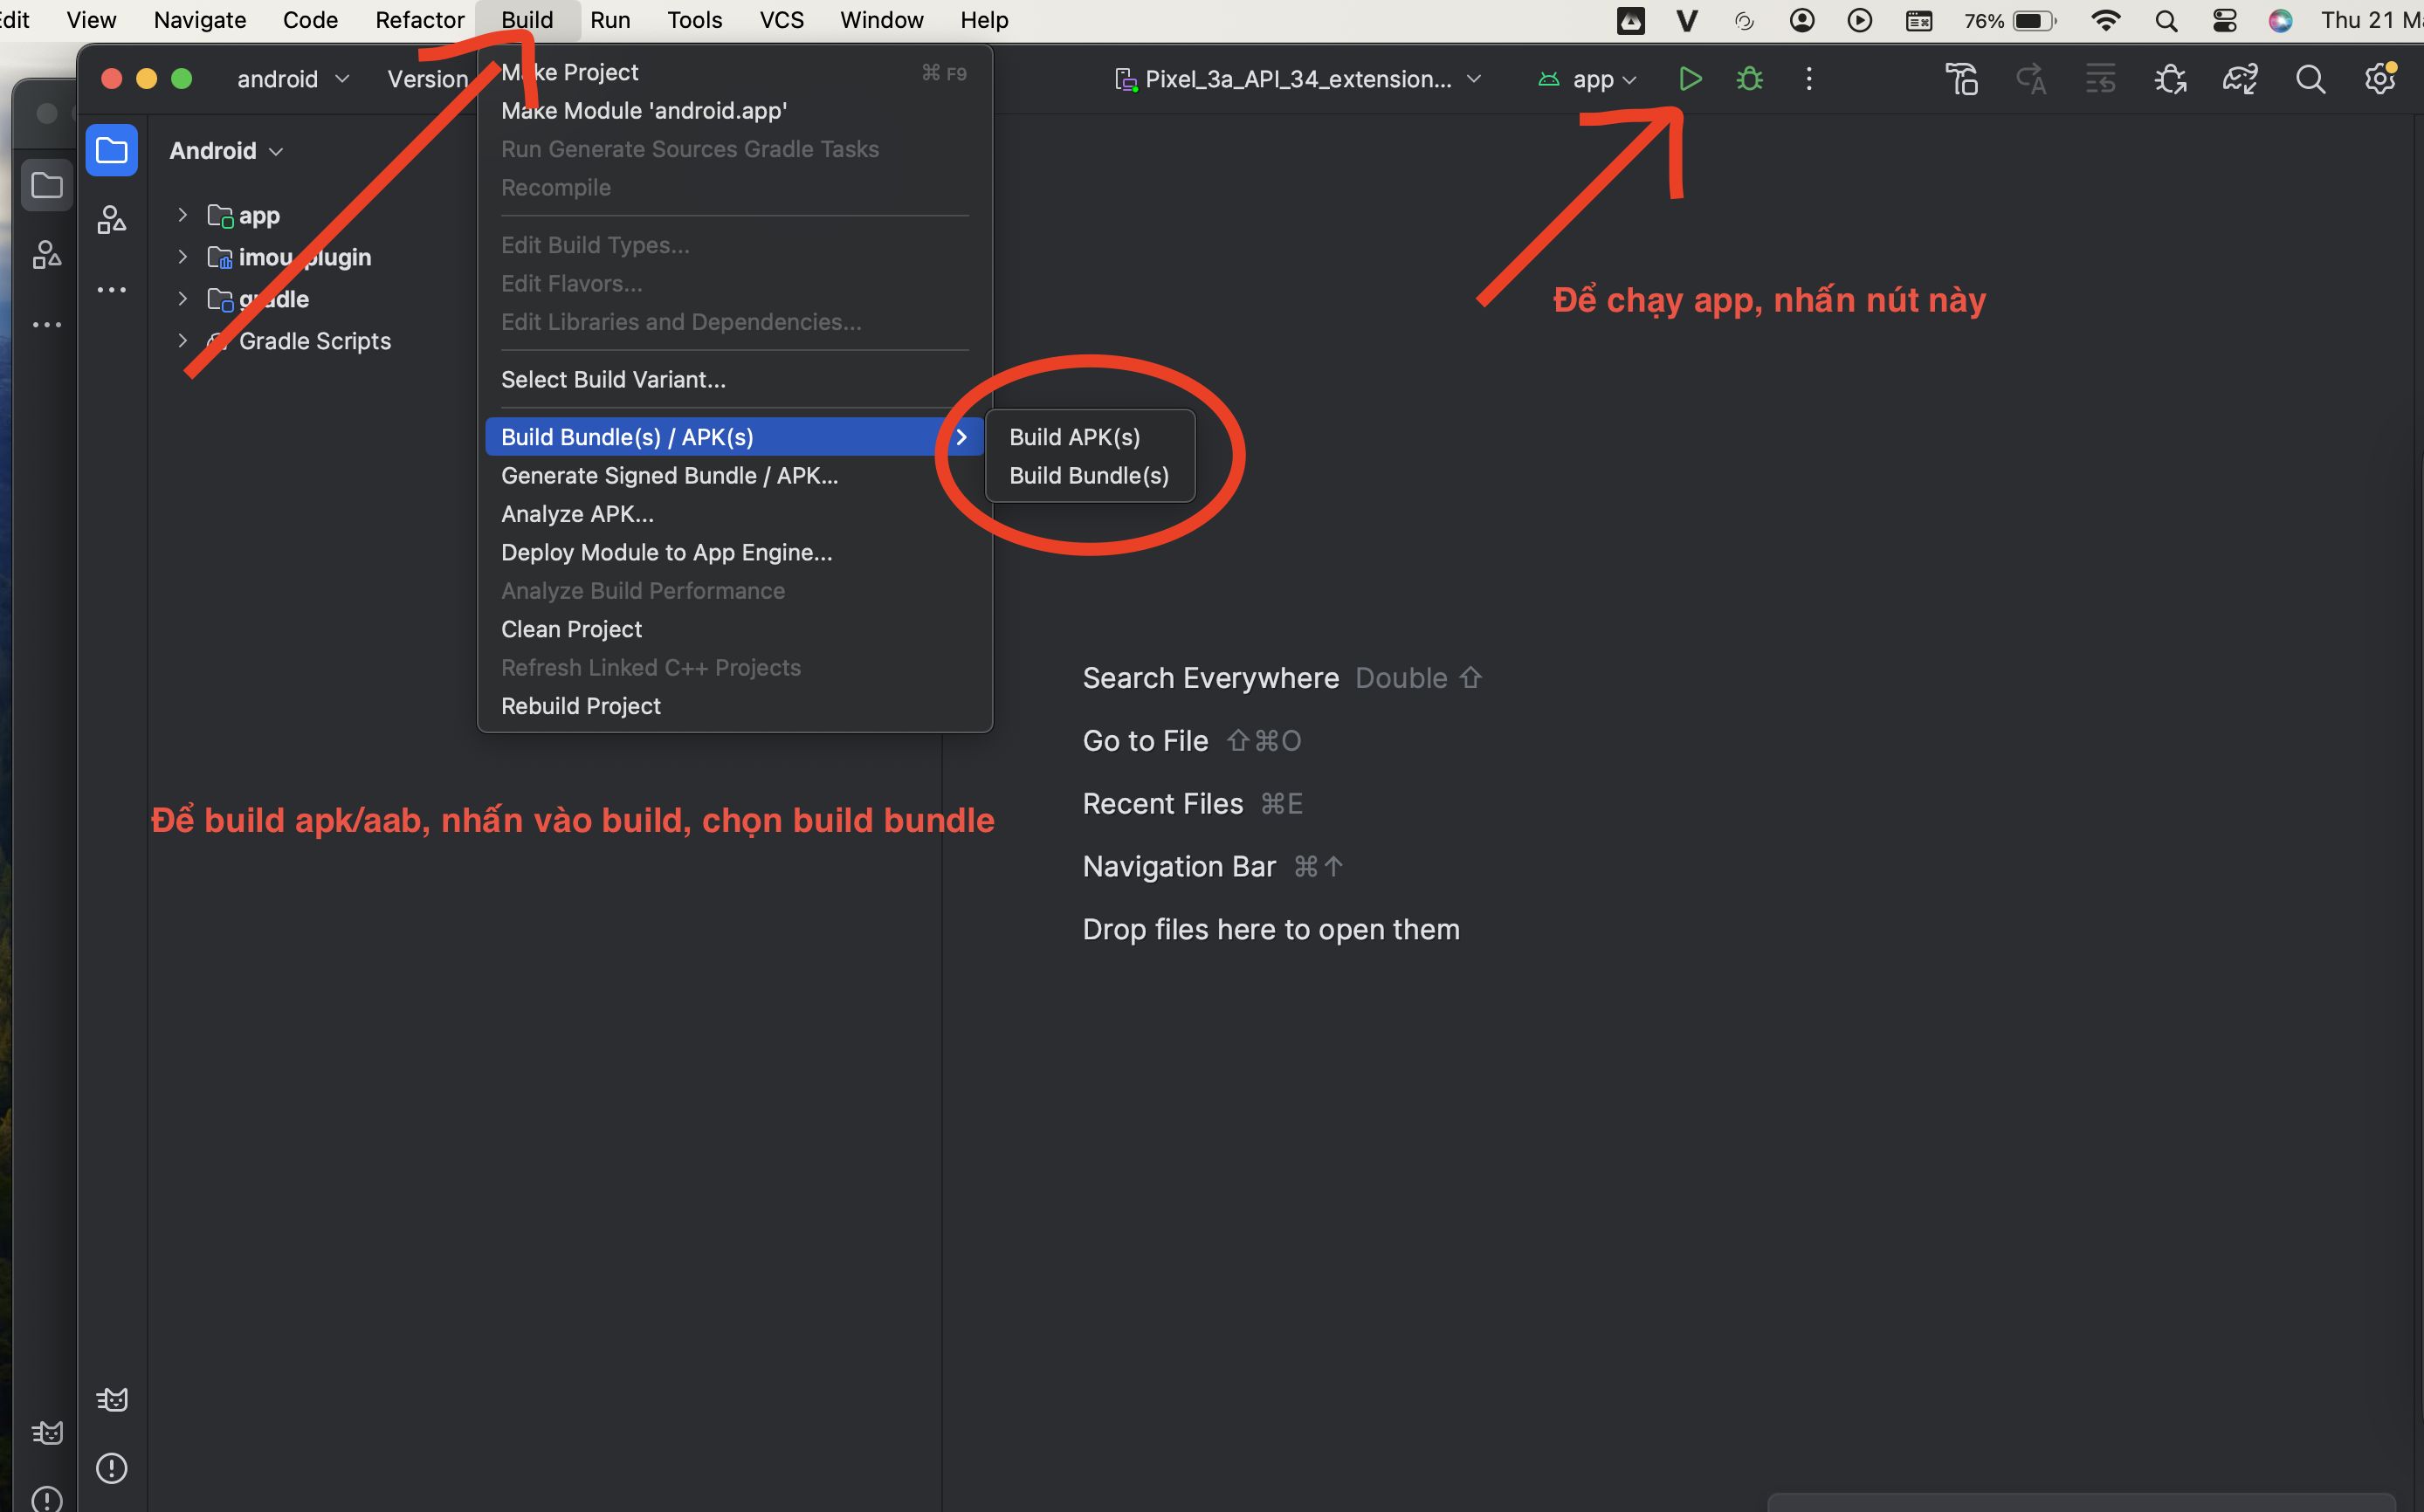 View Navigate Code Refactor Build Run Tools VCS Window Help 76% Thu 21
android Version Pixel_3a_API_34_extension... app
Android
app
imou_plugin
gradle
Gradle Scripts
Make Project ⌘ F9
Make Module 'android.app'
Run Generate Sources Gradle Tasks
Recompile
Edit Build Types...
Edit Flavors...
Edit Libraries and Dependencies...
Select Build Variant...
Build Bundle(s) / APK(s)
Generate Signed Bundle / APK...
Analyze APK...
Deploy Module to App Engine...
Analyze Build Performance
Clean Project
Refresh Linked C++ Projects
Rebuild Project
Build APK(s)
Build Bundle(s)
Để chạy app, nhấn nút này
Để build apk/aab, nhấn vào build, chọn build bundle
Search Everywhere Double ⇧
Go to File ⇧⌘O
Recent Files ⌘E
Navigation Bar ⌘↑
Drop files here to open them